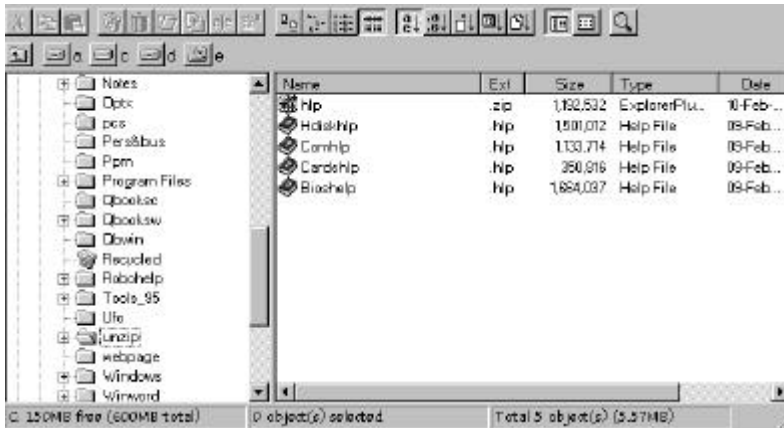 a c d e
Notes
Optx
pcs
Pers&bus
Ppm
Program Files
Qbooksc
Qbooksw
Qbwin
Recycled
Robohelp
Tools_95
Ufo
unzip
webpage
Windows
Winword
Name Ext Size Type Date
hlp .zip 1,192,532 ExplorerPlu... 10-Feb-...
Hdiskhlp .hlp 1,501,012 Help File 09-Feb...
Comhlp .hlp 1,133,714 Help File 09-Feb...
Cardshlp .hlp 350,816 Help File 09-Feb...
Bioshelp .hlp 1,664,037 Help File 09-Feb...
C: 150MB free (600MB total) 0 object(s) selected Total 5 object(s) (5.57MB)